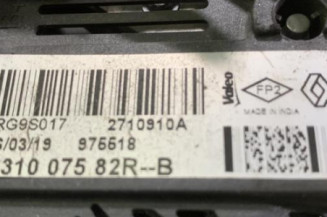 Valeo
FP2
MADE IN INDIA
RG9S017 2710910A
/03/19 975518
310 075 82R--B